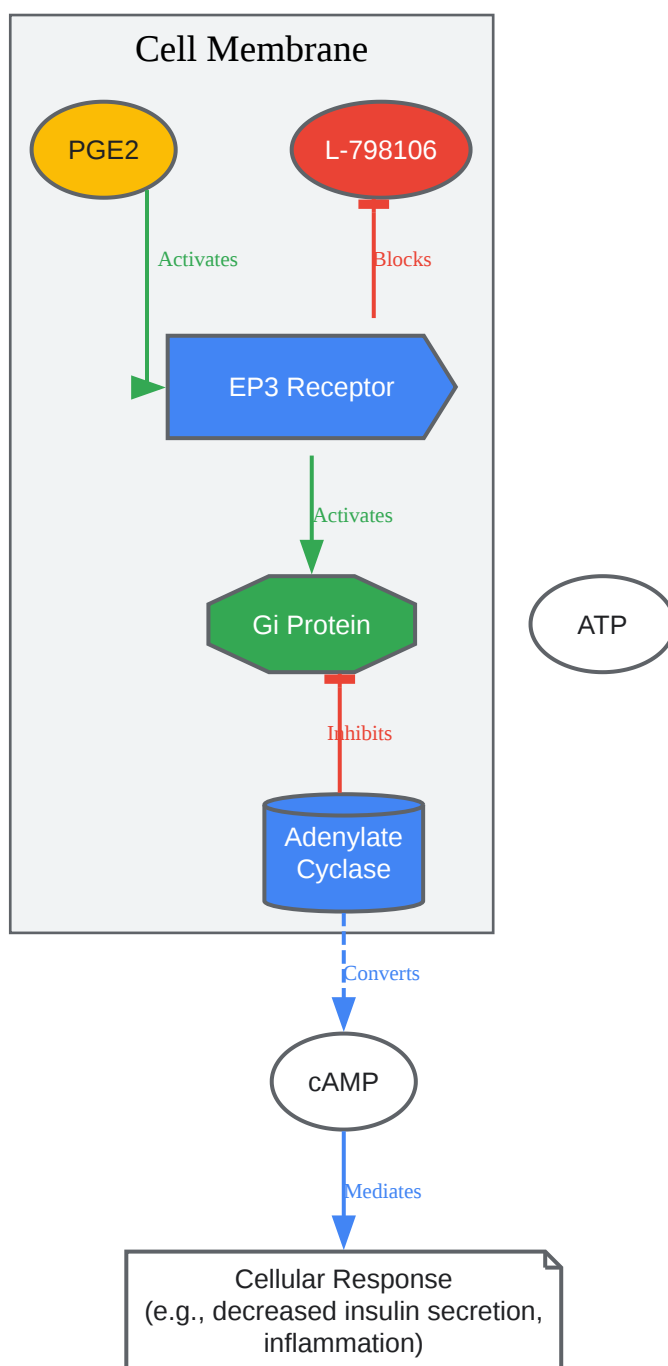 Cell Membrane
PGE2
L-798106
Activates
Blocks
EP3 Receptor
Activates
Gi Protein
ATP
Inhibits
Adenylate
Cyclase
Converts
cAMP
Mediates
Cellular Response
(e.g., decreased insulin secretion,
inflammation)